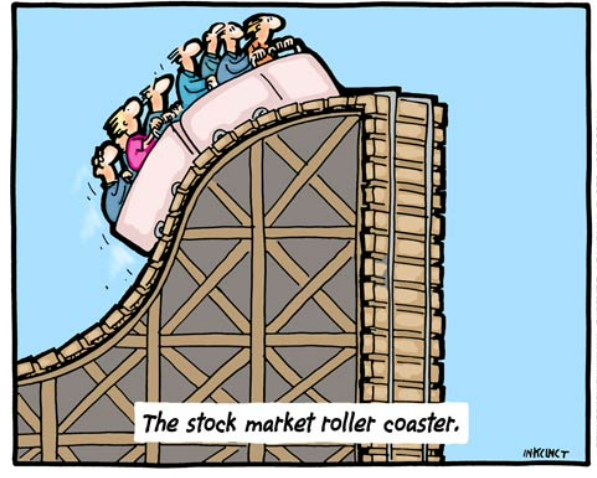 The stock market roller coaster.
INKCINCT